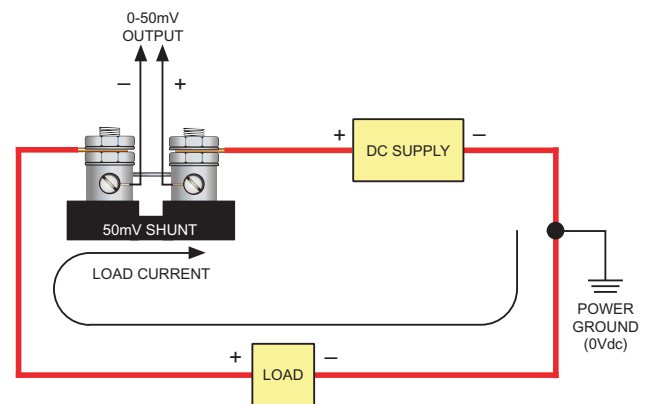 0-50mV
OUTPUT
– +
+ –
DC SUPPLY
50mV SHUNT
LOAD CURRENT
POWER
GROUND
(0Vdc)
+ –
LOAD